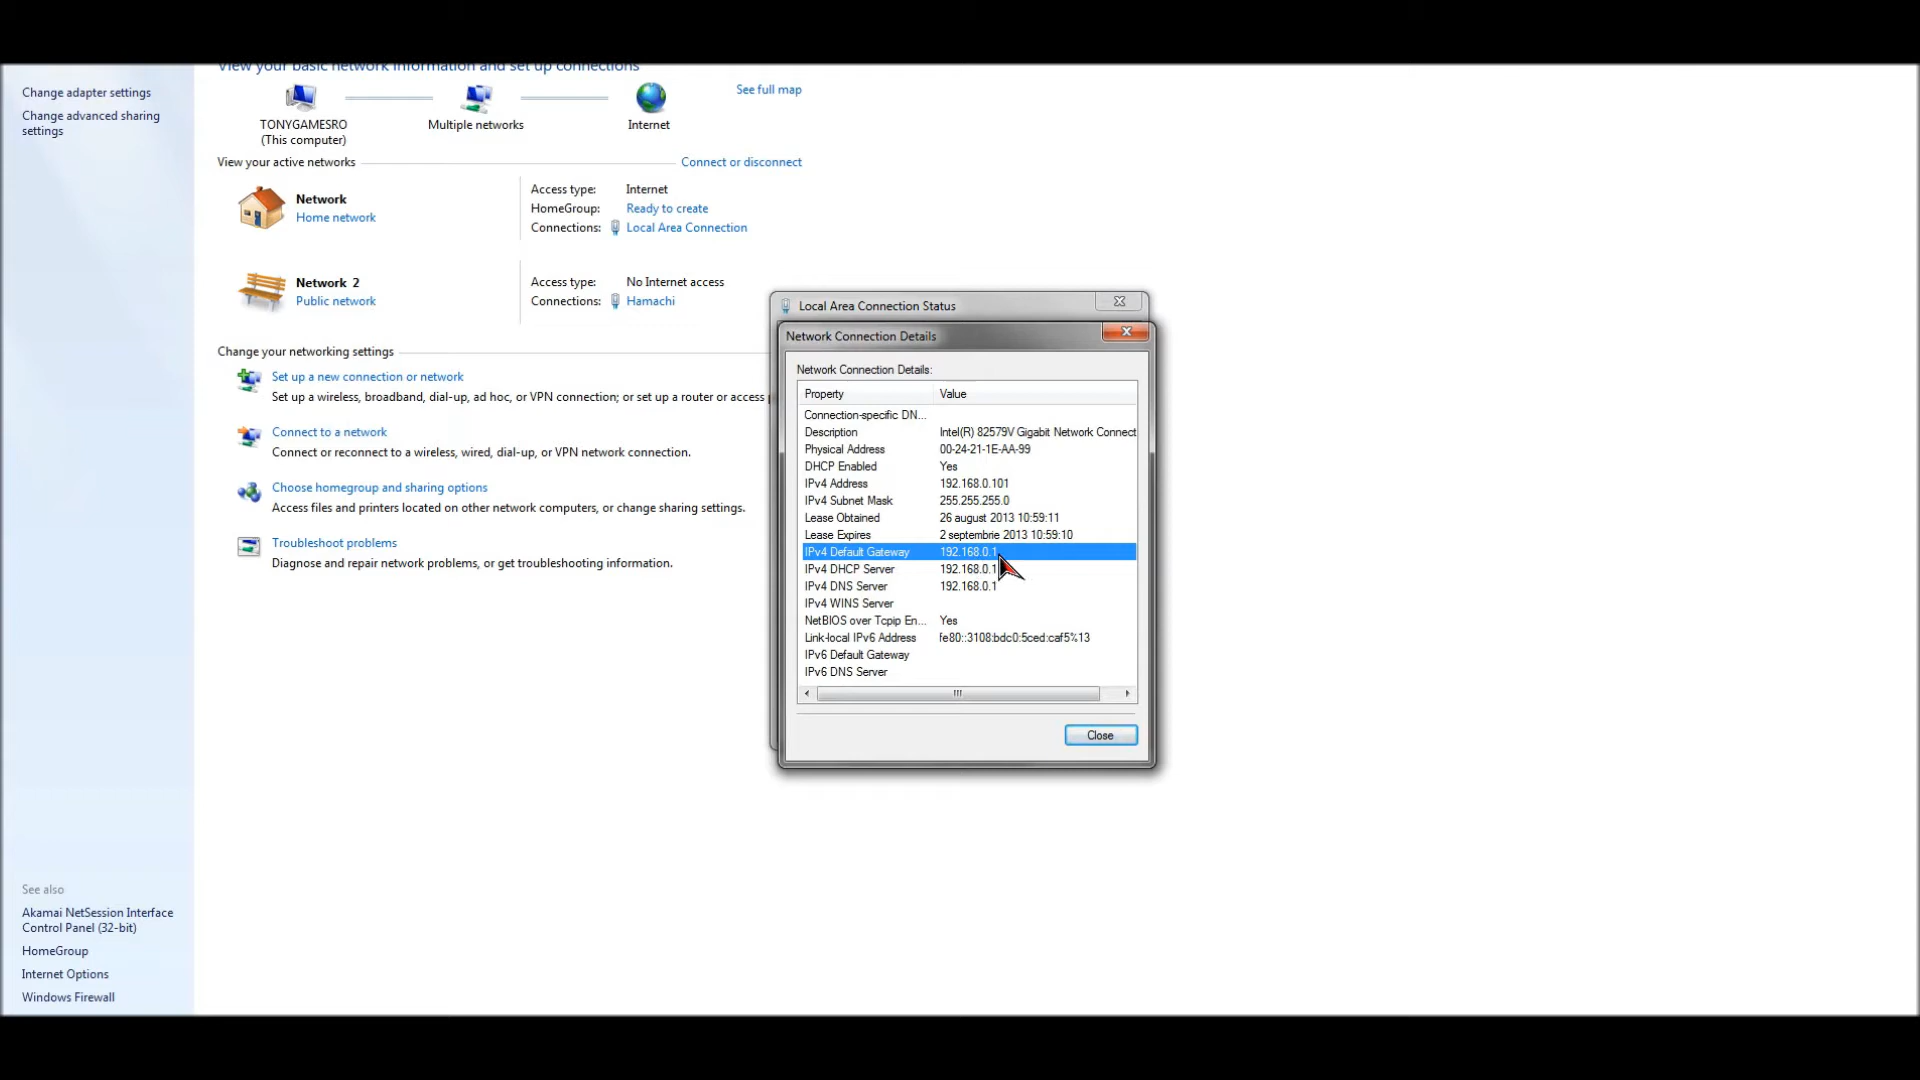 View your basic network information and set up connections
Change adapter settings
Change advanced sharing
settings
See full map
TONYGAMESRO
(This computer)
Multiple networks
Internet
View your active networks
Connect or disconnect
Network
Home network
Access type: Internet
HomeGroup: Ready to create
Connections: Local Area Connection
Network 2
Public network
Access type: No Internet access
Connections: Hamachi
Change your networking settings
Set up a new connection or network
Set up a wireless, broadband, dial-up, ad hoc, or VPN connection; or set up a router or access p
Connect to a network
Connect or reconnect to a wireless, wired, dial-up, or VPN network connection.
Choose homegroup and sharing options
Access files and printers located on other network computers, or change sharing settings.
Troubleshoot problems
Diagnose and repair network problems, or get troubleshooting information.
See also
Akamai NetSession Interface
Control Panel (32-bit)
HomeGroup
Internet Options
Windows Firewall
Local Area Connection Status
Network Connection Details
Network Connection Details:
Property Value
Connection-specific DN...
Description Intel(R) 82579V Gigabit Network Connect
Physical Address 00-24-21-1E-AA-99
DHCP Enabled Yes
IPv4 Address 192.168.0.101
IPv4 Subnet Mask 255.255.255.0
Lease Obtained 26 august 2013 10:59:11
Lease Expires 2 septembrie 2013 10:59:10
IPv4 Default Gateway 192.168.0.1
IPv4 DHCP Server 192.168.0.1
IPv4 DNS Server 192.168.0.1
IPv4 WINS Server
NetBIOS over Tcpip En... Yes
Link-local IPv6 Address fe80::3108:bdc0:5ced:caf5%13
IPv6 Default Gateway
IPv6 DNS Server
Close